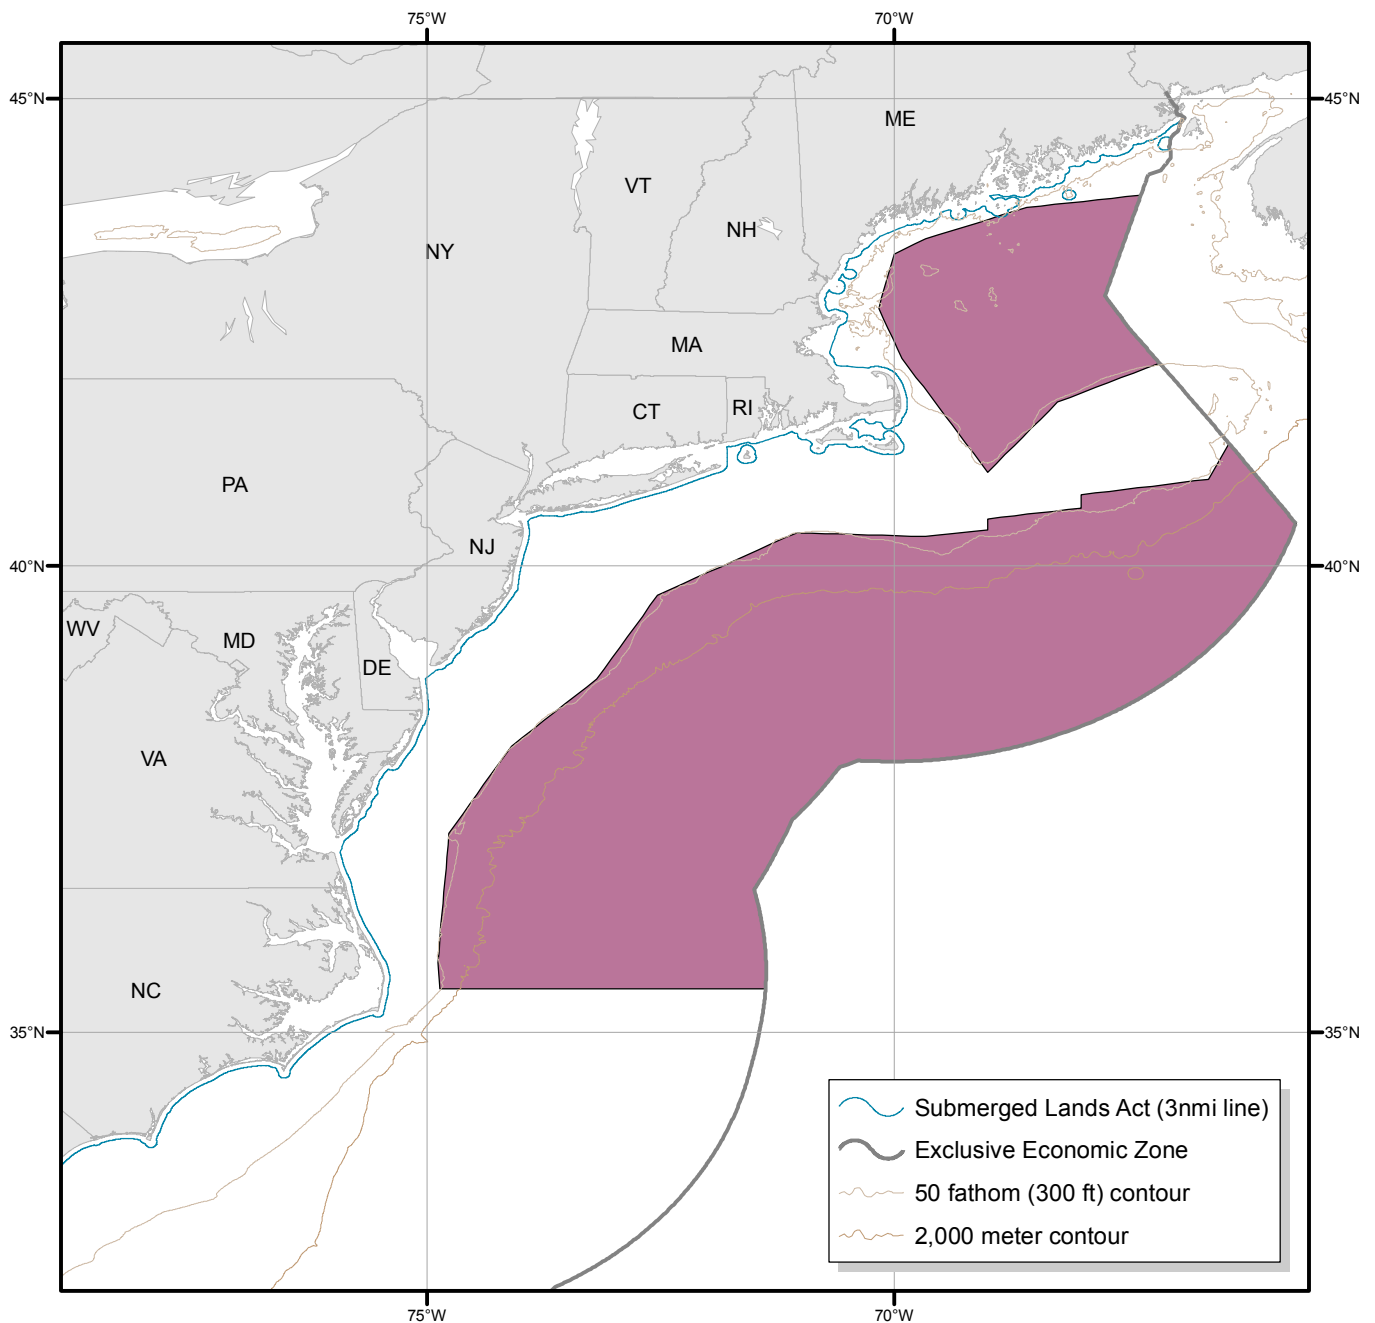 75°W 70°W
45°N 45°N
ME
VT
NH
NY
MA
CT RI
PA
NJ
40°N 40°N
WV
MD
DE
VA
NC
35°N 35°N
Submerged Lands Act (3nmi line)
Exclusive Economic Zone
50 fathom (300 ft) contour
2,000 meter contour
75°W 70°W